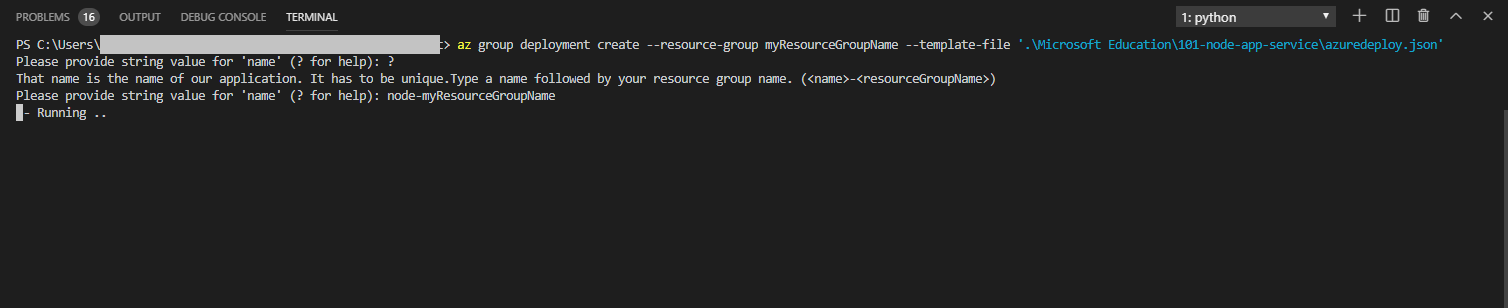 PROBLEMS 16 OUTPUT DEBUG CONSOLE TERMINAL 1: python
PS C:\Users\ > az group deployment create --resource-group myResourceGroupName --template-file '.\Microsoft Education\101-node-app-service\azuredeploy.json'
Please provide string value for 'name' (? for help): ?
That name is the name of our application. It has to be unique.Type a name followed by your resource group name. (<name>-<resourceGroupName>)
Please provide string value for 'name' (? for help): node-myResourceGroupName
- Running ..